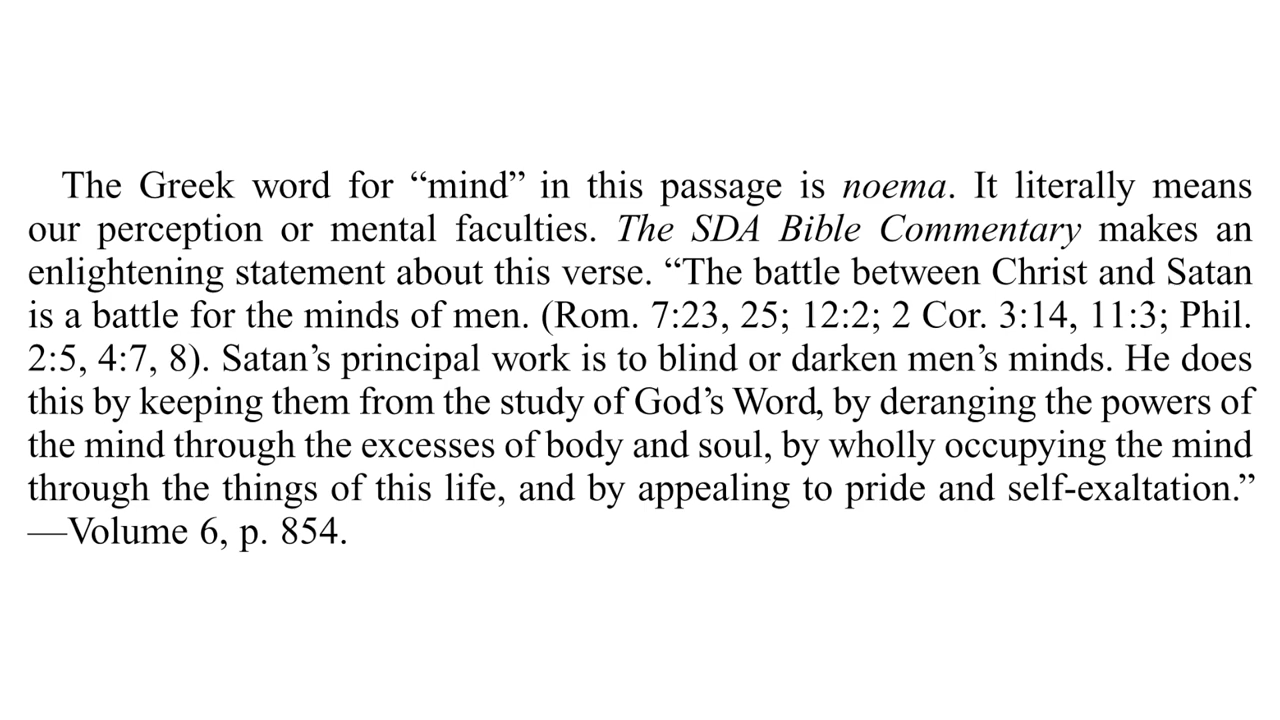 The Greek word for “mind” in this passage is noema. It literally means
our perception or mental faculties. The SDA Bible Commentary makes an
enlightening statement about this verse. “The battle between Christ and Satan
is a battle for the minds of men. (Rom. 7:23, 25; 12:2; 2 Cor. 3:14, 11:3; Phil.
2:5, 4:7, 8). Satan’s principal work is to blind or darken men’s minds. He does
this by keeping them from the study of God’s Word, by deranging the powers of
the mind through the excesses of body and soul, by wholly occupying the mind
through the things of this life, and by appealing to pride and self-exaltation.”
—Volume 6, p. 854.